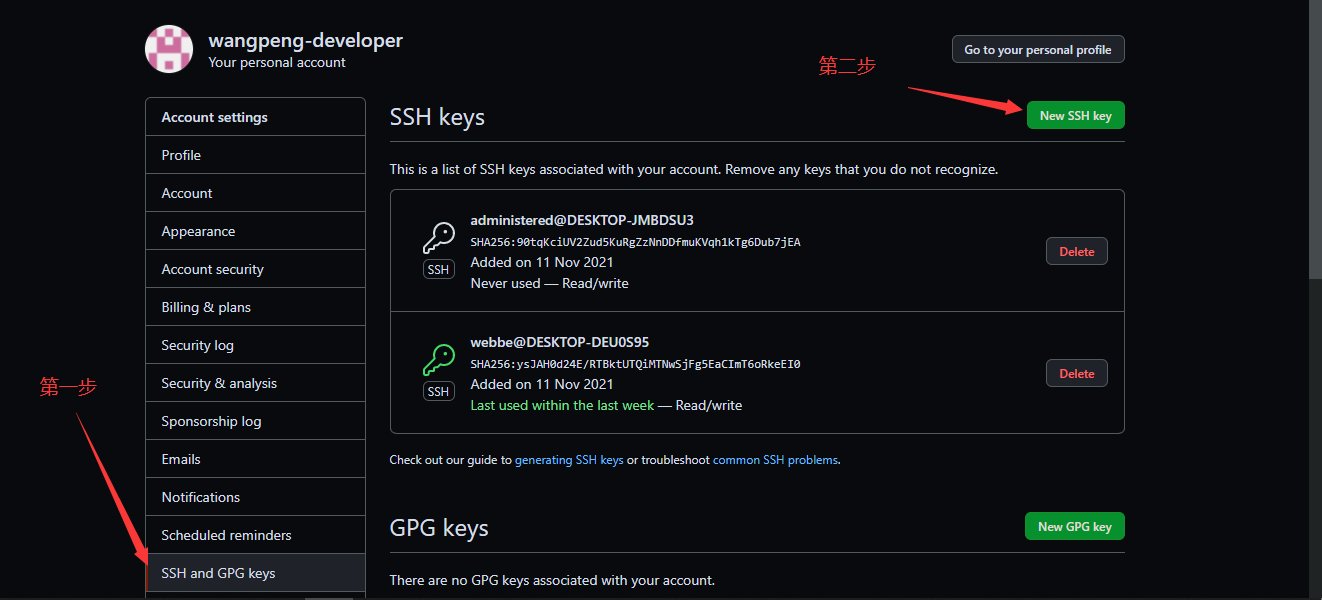 wangpeng-developer
Your personal account
Go to your personal profile
第二步
Account settings
Profile
Account
Appearance
Account security
Billing & plans
Security log
Security & analysis
Sponsorship log
Emails
Notifications
Scheduled reminders
SSH and GPG keys
第一步
SSH keys
New SSH key
This is a list of SSH keys associated with your account. Remove any keys that you do not recognize.
administered@DESKTOP-JMBDSU3
SHA256:90tqKciUV2Zud5KuRgZzNnDDfmuKVqh1kTg6Dub7jEA
Added on 11 Nov 2021
Never used — Read/write
SSH
Delete
webbe@DESKTOP-DEU0S95
SHA256:ysJAH0d24E/RTBktUTQiMTNwSjFg5EaCImT6oRkeEI0
Added on 11 Nov 2021
Last used within the last week — Read/write
SSH
Delete
Check out our guide to generating SSH keys or troubleshoot common SSH problems.
GPG keys
New GPG key
There are no GPG keys associated with your account.